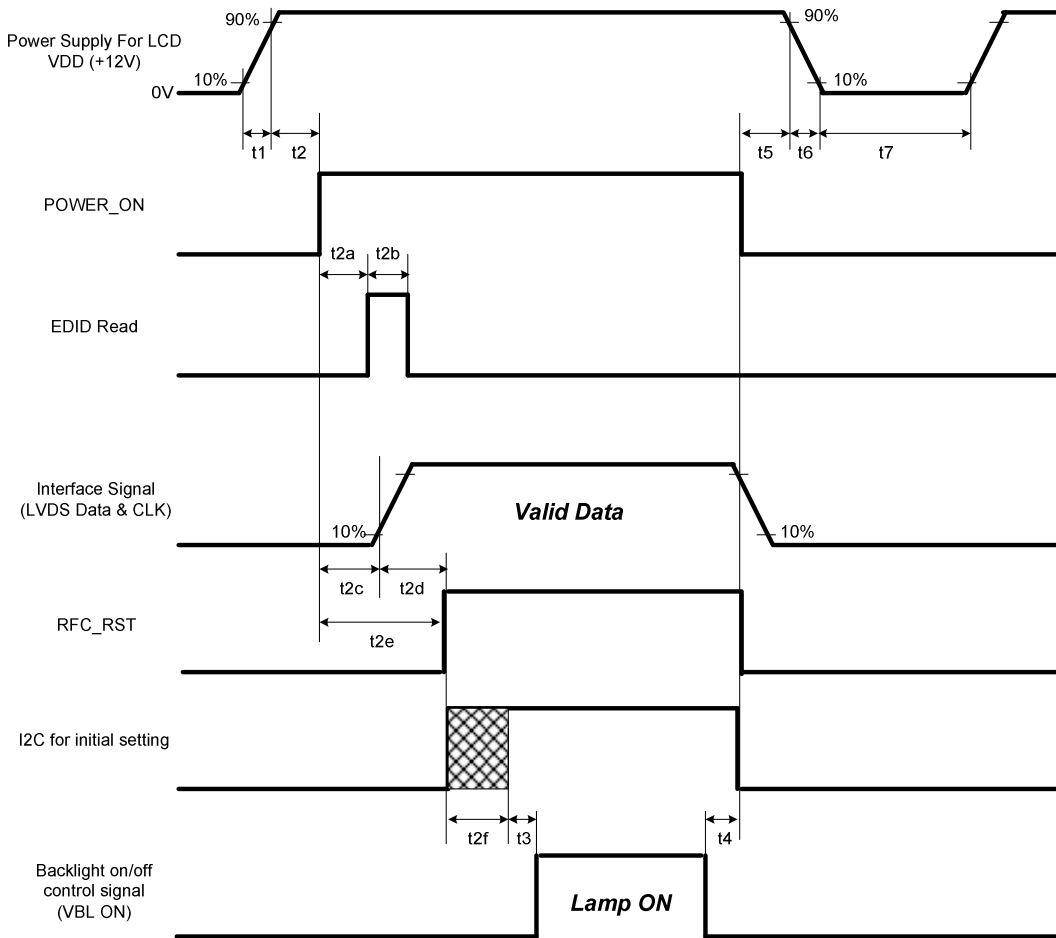 90%
90%
Power Supply For LCD
VDD (+12V)
10%
10%
0V
t1
t2
t5
t6
t7
POWER_ON
t2a
t2b
EDID Read
Interface Signal
(LVDS Data & CLK)
Valid Data
10%
10%
t2c
t2d
RFC_RST
t2e
I2C for initial setting
t2f
t3
t4
Backlight on/off
control signal
(VBL ON)
Lamp ON